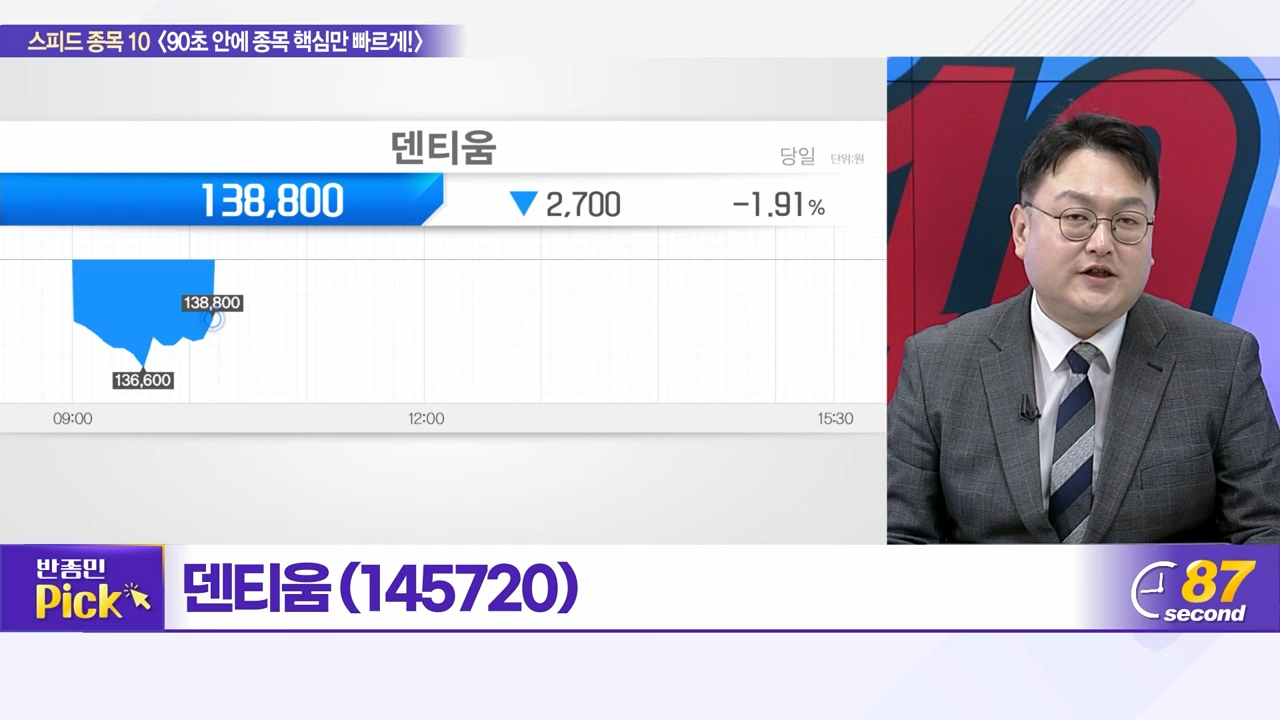 스피드 종목 10 〈90초 안에 종목 핵심만 빠르게!〉
덴티움
당일 단위:원
138,800 ▼ 2,700 -1.91%
138,800
136,600
09:00 12:00 15:30
반종민
Pick
덴티움(145720)
87
second
10